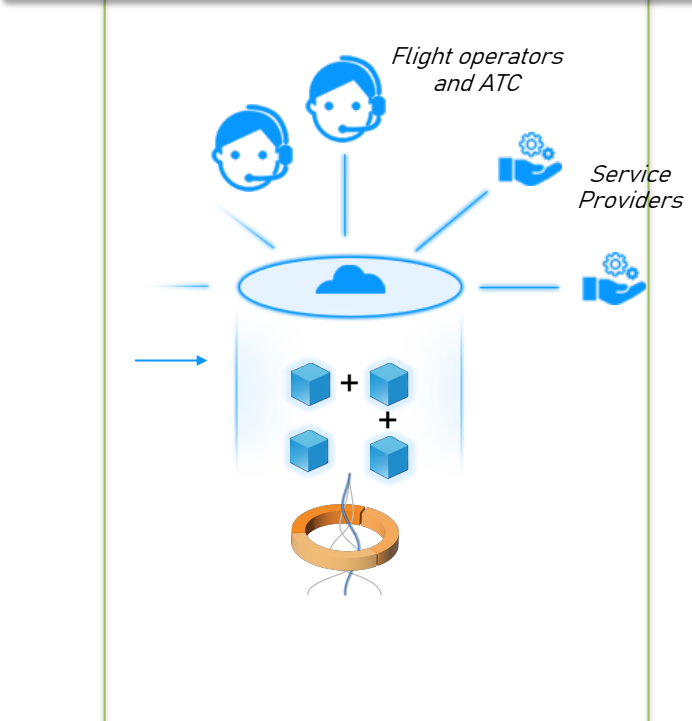 Flight operators
and ATC
Service
Providers
+
+